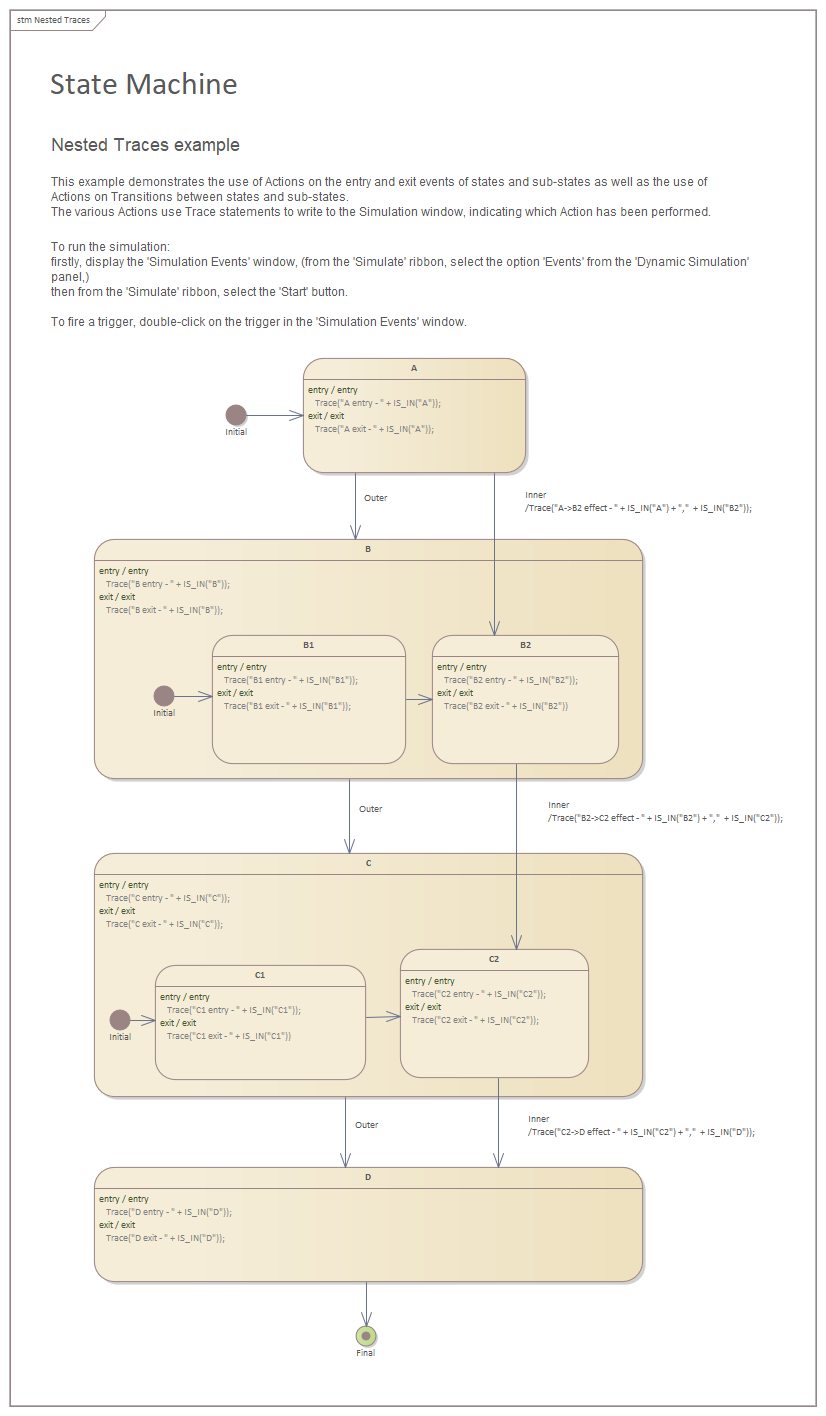 stm Nested Traces
State Machine
Nested Traces example
This example demonstrates the use of Actions on the entry and exit events of states and sub-states as well as the use of
Actions on Transitions between states and sub-states.
The various Actions use Trace statements to write to the Simulation window, indicating which Action has been performed.
To run the simulation:
firstly, display the 'Simulation Events' window, (from the 'Simulate' ribbon, select the option 'Events' from the 'Dynamic Simulation'
panel,)
then from the 'Simulate' ribbon, select the 'Start' button.
To fire a trigger, double-click on the trigger in the 'Simulation Events' window.
A
entry / entry
Trace("A entry - " + IS_IN("A"));
exit / exit
Trace("A exit - " + IS_IN("A"));
Initial
Outer
Inner
/Trace("A->B2 effect - " + IS_IN("A") + "," + IS_IN("B2"));
B
entry / entry
Trace("B entry - " + IS_IN("B"));
exit / exit
Trace("B exit - " + IS_IN("B"));
B1
entry / entry
Trace("B1 entry - " + IS_IN("B1"));
exit / exit
Trace("B1 exit - " + IS_IN("B1"));
Initial
B2
entry / entry
Trace("B2 entry - " + IS_IN("B2"));
exit / exit
Trace("B2 exit - " + IS_IN("B2"))
Outer
Inner
/Trace("B2->C2 effect - " + IS_IN("B2") + "," + IS_IN("C2"));
C
entry / entry
Trace("C entry - " + IS_IN("C"));
exit / exit
Trace("C exit - " + IS_IN("C"));
C1
entry / entry
Trace("C1 entry - " + IS_IN("C1"));
exit / exit
Trace("C1 exit - " + IS_IN("C1"))
Initial
C2
entry / entry
Trace("C2 entry - " + IS_IN("C2"));
exit / exit
Trace("C2 exit - " + IS_IN("C2"));
Outer
Inner
/Trace("C2->D effect - " + IS_IN("C2") + "," + IS_IN("D"));
D
entry / entry
Trace("D entry - " + IS_IN("D"));
exit / exit
Trace("D exit - " + IS_IN("D"));
Final